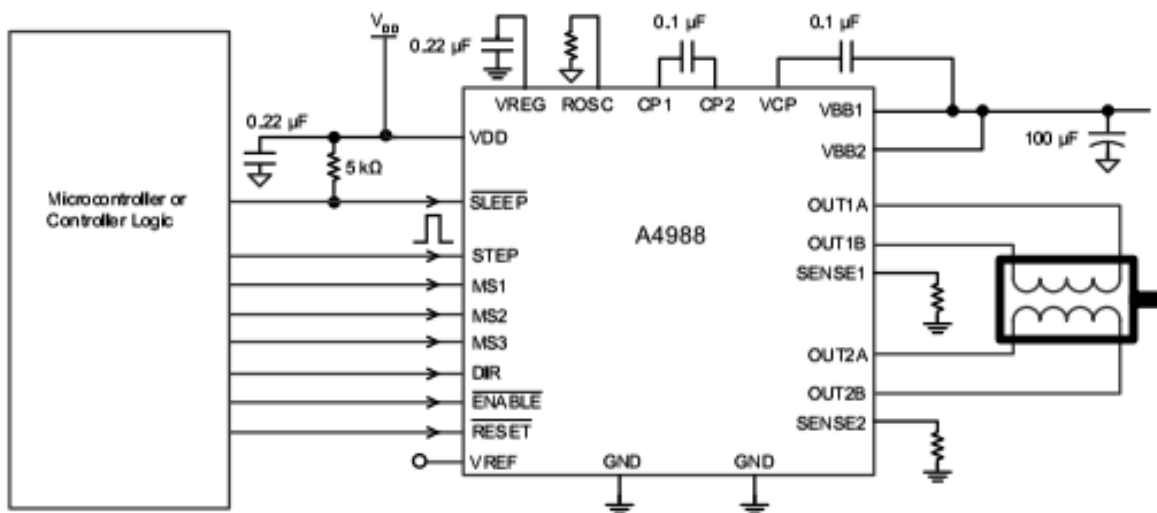 Microcontroller or
Controller Logic
V_DD
0.22 µF
0.22 µF
5 kΩ
0.1 µF
0.1 µF
100 µF
VREG
ROSC
CP1
CP2
VCP
VDD
SLEEP
STEP
MS1
MS2
MS3
DIR
ENABLE
RESET
VREF
GND
GND
A4988
VBB1
VBB2
OUT1A
OUT1B
SENSE1
OUT2A
OUT2B
SENSE2